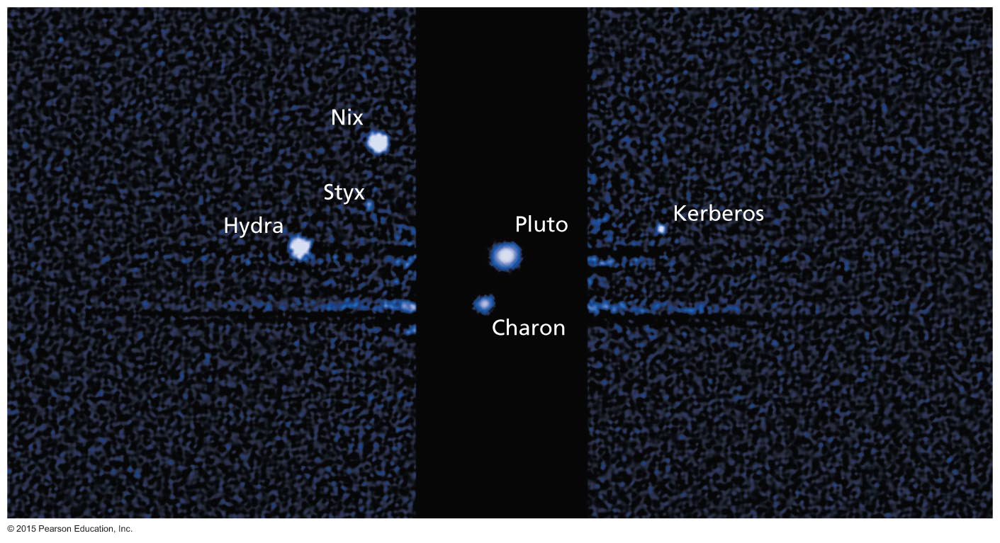 Nix
Styx
Hydra
Pluto
Kerberos
Charon
© 2015 Pearson Education, Inc.